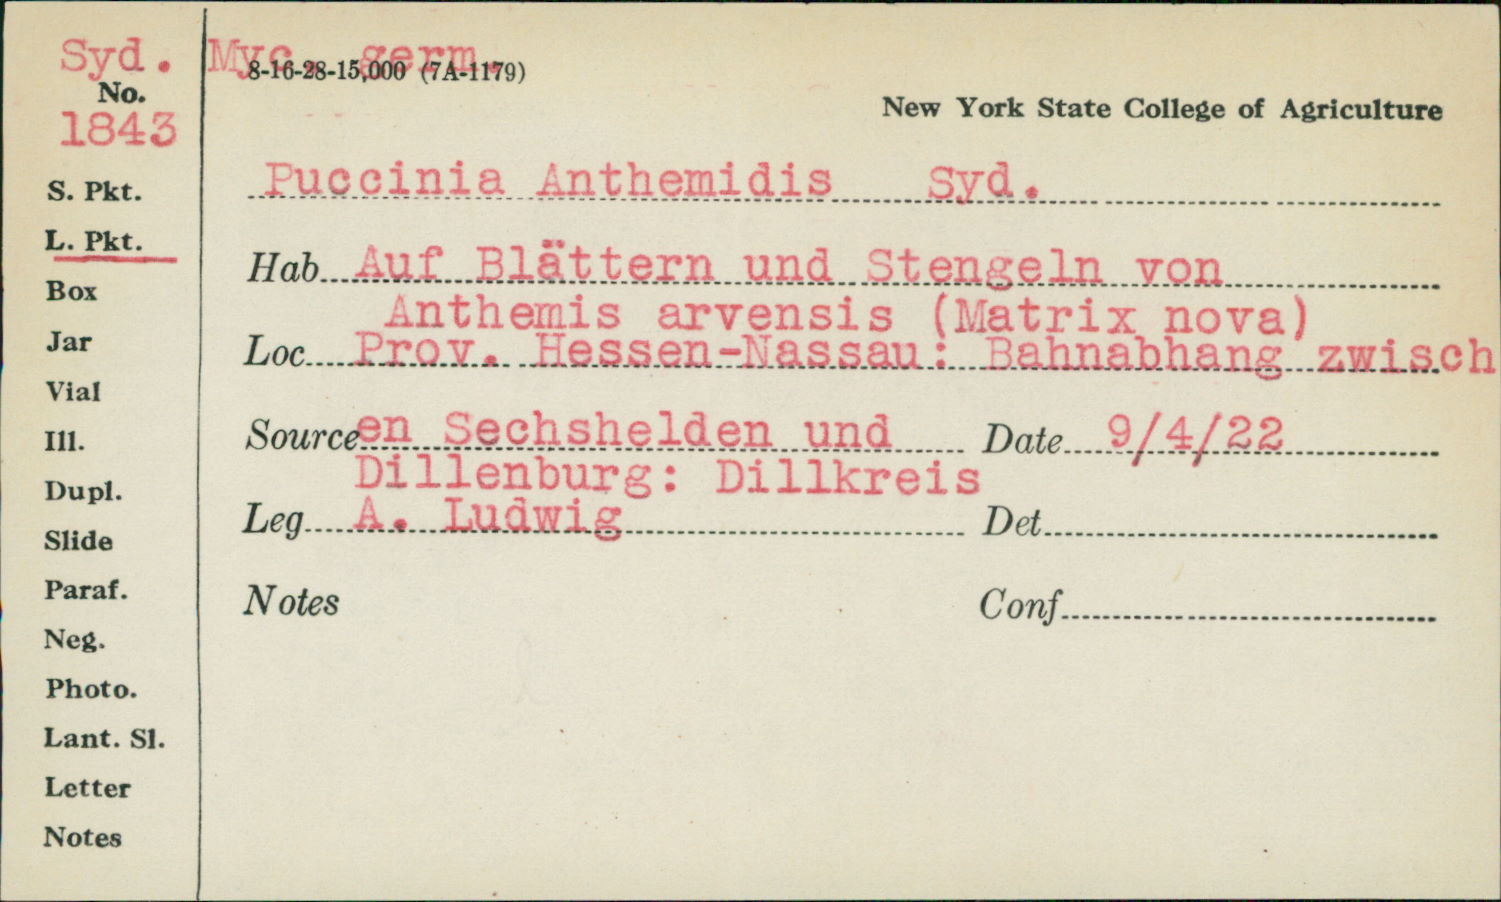 Syd. Myc. germ.
8-16-28-15,000 (7A-1179)
No.
1843
New York State College of Agriculture
S. Pkt.
Puccinia Anthemidis Syd.
L. Pkt.
Hab Auf Blättern und Stengeln von
Box
Anthemis arvensis (Matrix nova)
Jar
Loc Prov. Hessen-Nassau: Bahnabhang zwisch
Vial
Ill.
Source en Sechshelden und Date 9/4/22
Dillenburg: Dillkreis
Dupl.
Leg A. Ludwig Det
Slide
Paraf.
Notes Conf
Neg.
Photo.
Lant. Sl.
Letter
Notes